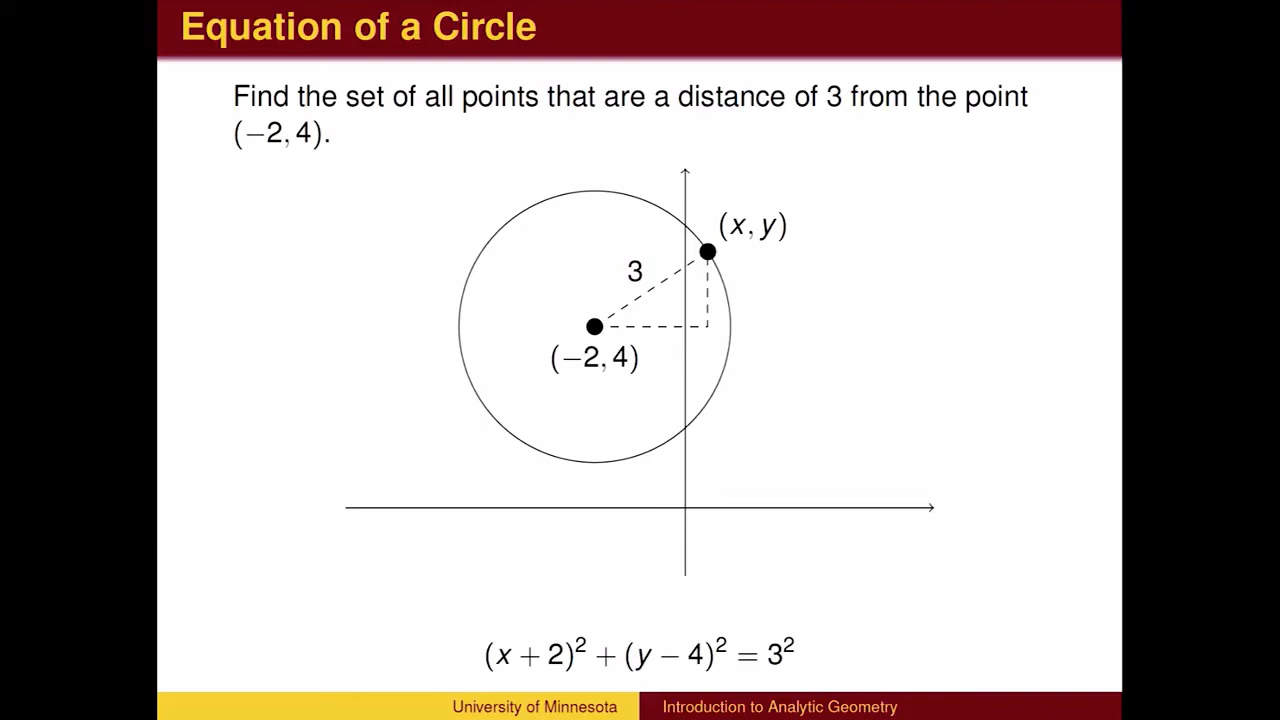 Equation of a Circle
Find the set of all points that are a distance of 3 from the point
(−2, 4).
(x, y)
3
(−2, 4)
(x + 2)² + (y − 4)² = 3²
University of Minnesota
Introduction to Analytic Geometry